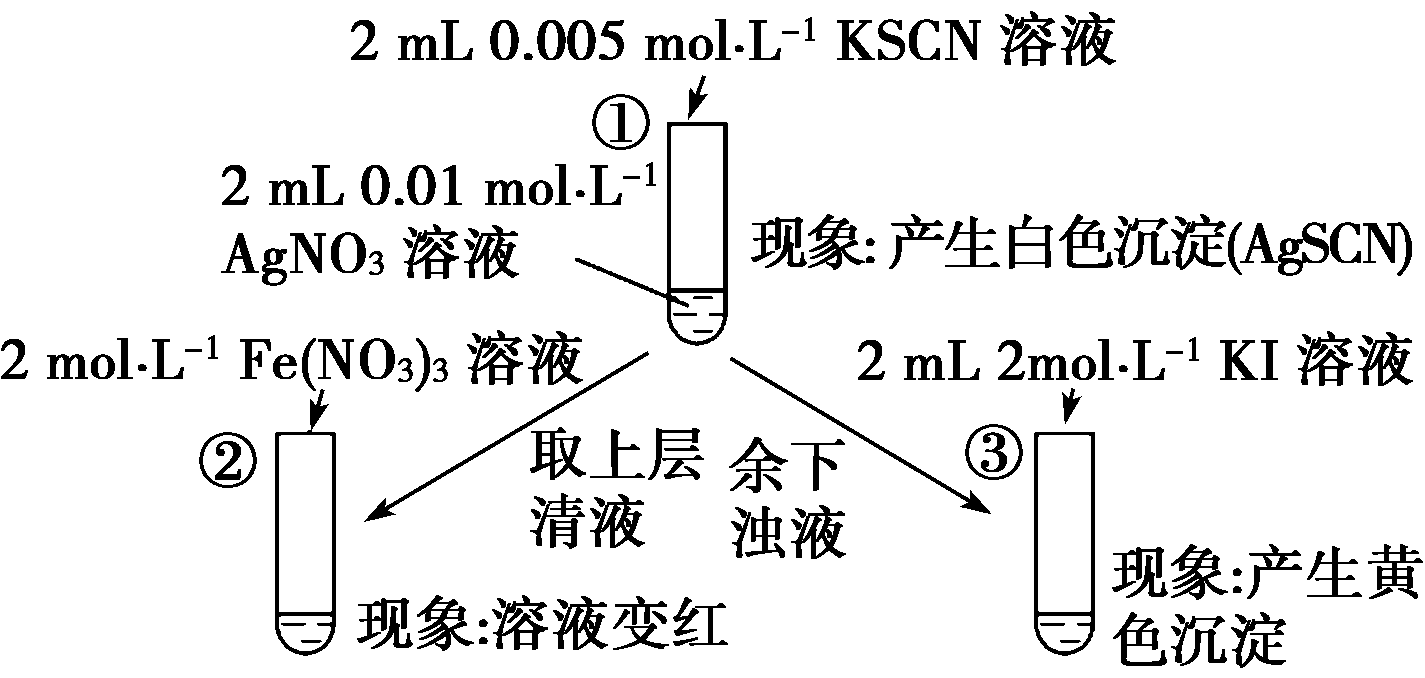 2 mL 0.005 mol·L⁻¹ KSCN 溶液
①
2 mL 0.01 mol·L⁻¹
AgNO₃ 溶液
现象: 产生白色沉淀(AgSCN)
2 mol·L⁻¹ Fe(NO₃)₃ 溶液
2 mL 2mol·L⁻¹ KI 溶液
②
取上层
清液
余下
浊液
③
现象:溶液变红
现象:产生黄
色沉淀